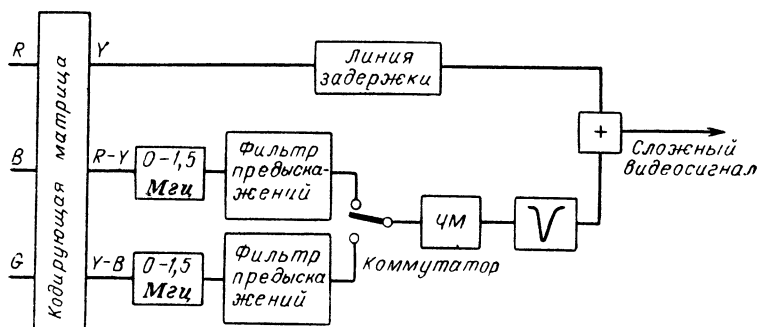 R
Y
Линия
задержки
Кодирующая матрица
+
Сложный
видеосигнал
B
R-Y
0-1,5
Мгц
Фильтр
предыска-
жений
ЧМ
Коммутатор
G
Y-B
0-1,5
Мгц
Фильтр
предыска-
жений